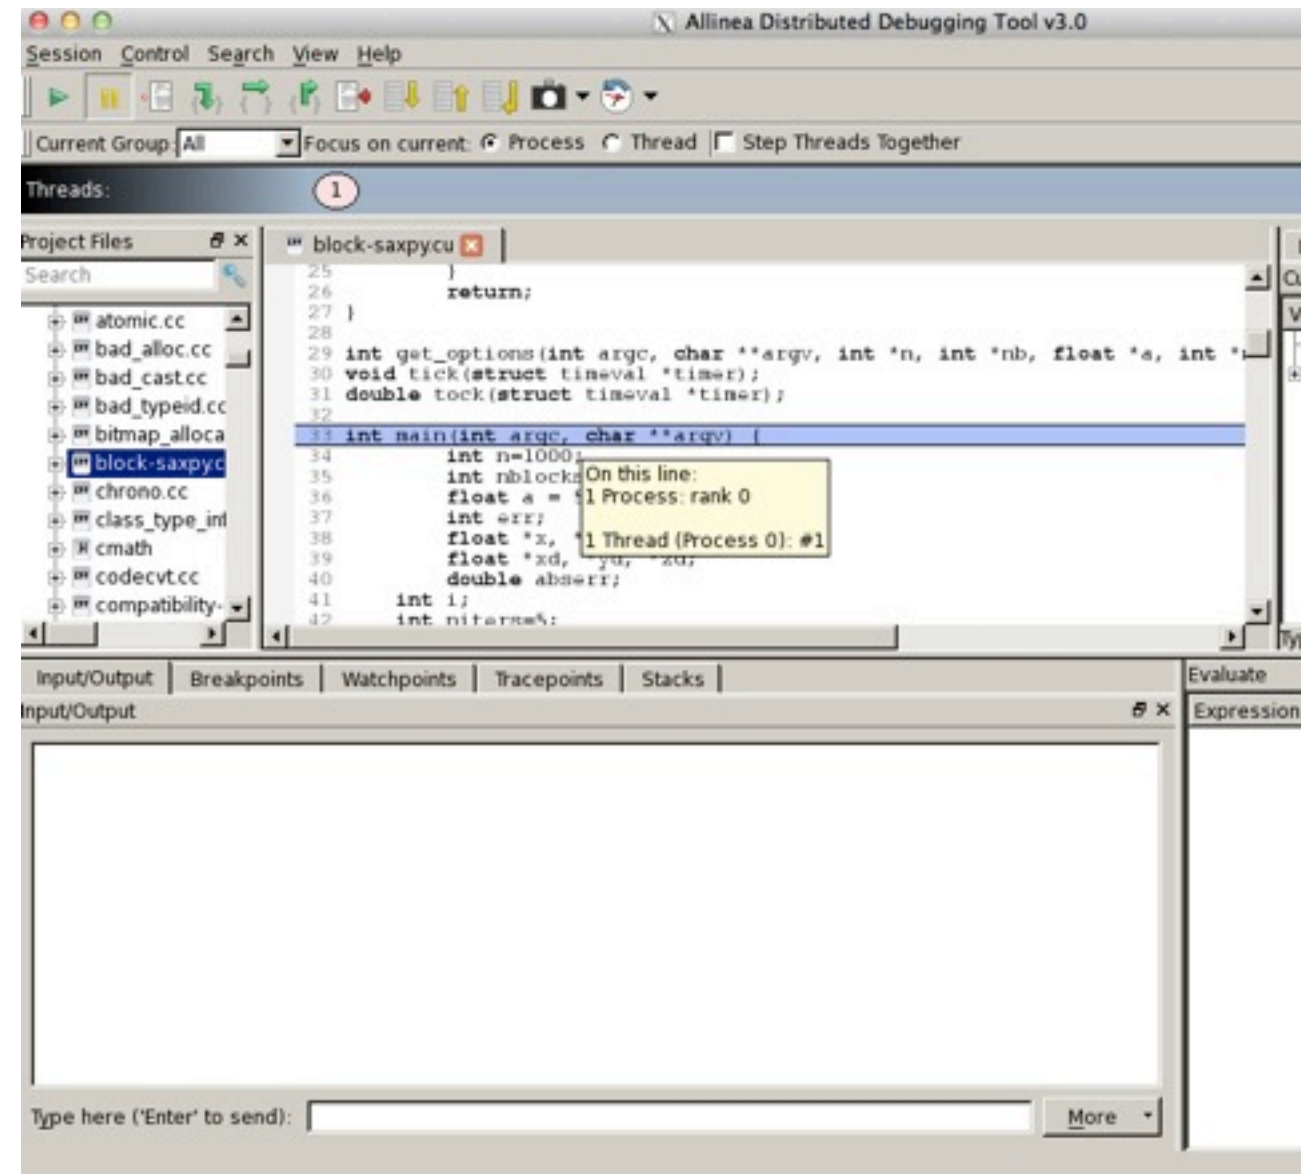 Allinea Distributed Debugging Tool v3.0
Session Control Search View Help
Current Group: All Focus on current: Process Thread Step Threads Together
Threads: 1
Project Files
Search
atomic.cc
bad_alloc.cc
bad_cast.cc
bad_typeid.cc
bitmap_alloca
block-saxpy.c
chrono.cc
class_type_inf
cmath
codecvt.cc
compatibility-
block-saxpy.cu
25 }
26 return;
27 }
28
29 int get_options(int argc, char **argv, int *n, int *nb, float *a, int *
30 void tick(struct timeval *timer);
31 double tock(struct timeval *timer);
32
33 int main(int argc, char **argv) {
34 int n=1000;
35 int nblocks
36 float a =
37 int err;
38 float *x,
39 float *xd, *yd, *zd;
40 double abserr;
41 int i;
42 int niters=5;
On this line:
1 Process: rank 0
1 Thread (Process 0): #1
Input/Output Breakpoints Watchpoints Tracepoints Stacks
Input/Output
Type here ('Enter' to send): More
Evaluate
Expression